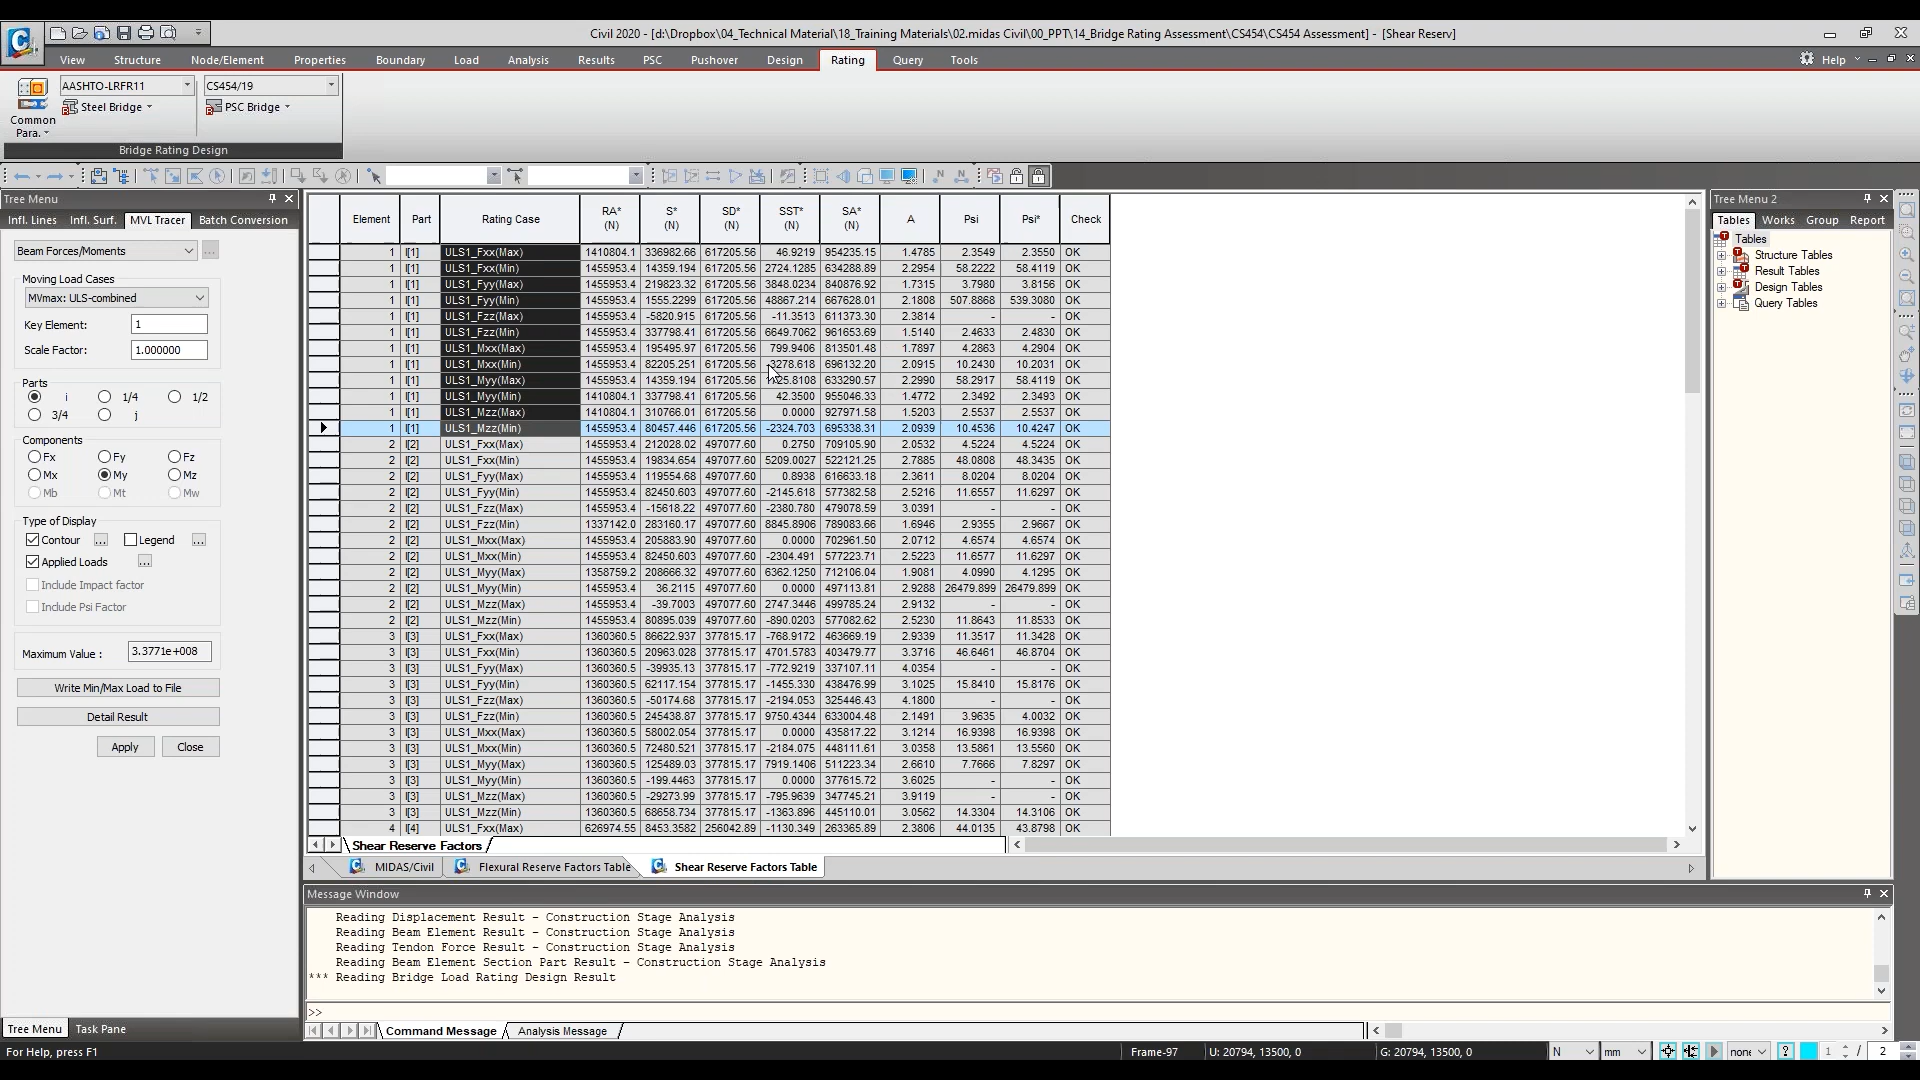 Civil 2020 - [d:\Dropbox\04_Technical Material\18_Training Materials\02.midas Civil\00_PPT\14_Bridge Rating Assessment\CS454\CS454 Assessment] - [Shear Reserv]
View Structure Node/Element Properties Boundary Load Analysis Results PSC Pushover Design Rating Query Tools Help
AASHTO-LRFR11 CS454/19
Common Para. Steel Bridge PSC Bridge
Bridge Rating Design
Tree Menu
Infl. Lines Infl. Surf. MVL Tracer Batch Conversion
Beam Forces/Moments ...
Moving Load Cases
MVmax: ULS-combined
Key Element: 1
Scale Factor: 1.000000
Parts
i 1/4 1/2
3/4 j
Components
Fx Fy Fz
Mx My Mz
Mb Mt Mw
Type of Display
Contour ... Legend ...
Applied Loads ...
Include Impact factor
Include Psi Factor
Maximum Value : 3.3771e+008
Write Min/Max Load to File
Detail Result
Apply Close
Tree Menu Task Pane
Element Part Rating Case RA* (N) S* (N) SD* (N) SST* (N) SA* (N) A Psi Psi* Check
1 I[1] ULS1_Fxx(Max) 1410804.1 336982.66 617205.56 46.9219 954235.15 1.4785 2.3549 2.3550 OK
1 I[1] ULS1_Fxx(Min) 1455953.4 14359.194 617205.56 2724.1285 634288.89 2.2954 58.2222 58.4119 OK
1 I[1] ULS1_Fyy(Max) 1455953.4 219823.32 617205.56 3848.0234 840876.92 1.7315 3.7980 3.8156 OK
1 I[1] ULS1_Fyy(Min) 1455953.4 1555.2299 617205.56 48867.214 667628.01 2.1808 507.8868 539.3080 OK
1 I[1] ULS1_Fzz(Max) 1455953.4 -5820.915 617205.56 -11.3513 611373.30 2.3814 - - OK
1 I[1] ULS1_Fzz(Min) 1455953.4 337798.41 617205.56 6649.7062 961653.69 1.5140 2.4633 2.4830 OK
1 I[1] ULS1_Mxx(Max) 1455953.4 195495.97 617205.56 799.9406 813501.48 1.7897 4.2863 4.2904 OK
1 I[1] ULS1_Mxx(Min) 1455953.4 82205.251 617205.56 -3278.618 696132.20 2.0915 10.2430 10.2031 OK
1 I[1] ULS1_Myy(Max) 1455953.4 14359.194 617205.56 633290.57 2.2990 58.2917 58.4119 OK
1 I[1] ULS1_Myy(Min) 1410804.1 337798.41 617205.56 42.3500 955046.33 1.4772 2.3492 2.3493 OK
1 I[1] ULS1_Mzz(Max) 1410804.1 310766.01 617205.56 0.0000 927971.58 1.5203 2.5537 2.5537 OK
1 I[1] ULS1_Mzz(Min) 1455953.4 80457.446 617205.56 -2324.703 695338.31 2.0939 10.4536 10.4247 OK
2 I[2] ULS1_Fxx(Max) 1455953.4 212028.02 497077.60 0.2750 709105.90 2.0532 4.5224 4.5224 OK
2 I[2] ULS1_Fxx(Min) 1455953.4 19834.654 497077.60 5209.0027 522121.25 2.7885 48.0808 48.3435 OK
2 I[2] ULS1_Fyy(Max) 1455953.4 119554.68 497077.60 0.8938 616633.18 2.3611 8.0204 8.0204 OK
2 I[2] ULS1_Fyy(Min) 1455953.4 82450.603 497077.60 -2145.618 577382.58 2.5216 11.6557 11.6297 OK
2 I[2] ULS1_Fzz(Max) 1455953.4 -15618.22 497077.60 -2380.780 479078.59 3.0391 - - OK
2 I[2] ULS1_Fzz(Min) 1337142.0 283160.17 497077.60 8845.8906 789083.66 1.6946 2.9355 2.9667 OK
2 I[2] ULS1_Mxx(Max) 1455953.4 205883.90 497077.60 0.0000 702961.50 2.0712 4.6574 4.6574 OK
2 I[2] ULS1_Mxx(Min) 1455953.4 82450.603 497077.60 -2304.491 577223.71 2.5223 11.6577 11.6297 OK
2 I[2] ULS1_Myy(Max) 1358759.2 208666.32 497077.60 6362.1250 712106.04 1.9081 4.0990 4.1295 OK
2 I[2] ULS1_Myy(Min) 1455953.4 36.2115 497077.60 0.0000 497113.81 2.9288 26479.899 26479.899 OK
2 I[2] ULS1_Mzz(Max) 1455953.4 -39.7003 497077.60 2747.3446 499785.24 2.9132 - - OK
2 I[2] ULS1_Mzz(Min) 1455953.4 80895.039 497077.60 -890.0203 577082.62 2.5230 11.8643 11.8533 OK
3 I[3] ULS1_Fxx(Max) 1360360.5 86622.937 377815.17 -768.9172 463669.19 2.9339 11.3517 11.3428 OK
3 I[3] ULS1_Fxx(Min) 1360360.5 20963.028 377815.17 4701.5783 403479.77 3.3716 46.6461 46.8704 OK
3 I[3] ULS1_Fyy(Max) 1360360.5 -39935.13 377815.17 -772.9219 337107.11 4.0354 - - OK
3 I[3] ULS1_Fyy(Min) 1360360.5 62117.154 377815.17 -1455.330 438476.99 3.1025 15.8410 15.8176 OK
3 I[3] ULS1_Fzz(Max) 1360360.5 -50174.68 377815.17 -2194.053 325446.43 4.1800 - - OK
3 I[3] ULS1_Fzz(Min) 1360360.5 245438.87 377815.17 9750.4344 633004.48 2.1491 3.9635 4.0032 OK
3 I[3] ULS1_Mxx(Max) 1360360.5 58002.054 377815.17 0.0000 435817.22 3.1214 16.9398 16.9398 OK
3 I[3] ULS1_Mxx(Min) 1360360.5 72480.521 377815.17 -2184.075 448111.61 3.0358 13.5861 13.5560 OK
3 I[3] ULS1_Myy(Max) 1360360.5 125489.03 377815.17 7919.1406 511223.34 2.6610 7.7666 7.8297 OK
3 I[3] ULS1_Myy(Min) 1360360.5 -199.4463 377815.17 0.0000 377615.72 3.6025 - - OK
3 I[3] ULS1_Mzz(Max) 1360360.5 -29273.99 377815.17 -795.9639 347745.21 3.9119 - - OK
3 I[3] ULS1_Mzz(Min) 1360360.5 68658.734 377815.17 -1363.896 445110.01 3.0562 14.3304 14.3106 OK
4 I[4] ULS1_Fxx(Max) 626974.55 8453.3582 256042.89 -1130.349 263365.89 2.3806 44.0135 43.8798 OK
Shear Reserve Factors
MIDAS/Civil Flexural Reserve Factors Table Shear Reserve Factors Table
Message Window
Reading Displacement Result - Construction Stage Analysis
Reading Beam Element Result - Construction Stage Analysis
Reading Tendon Force Result - Construction Stage Analysis
Reading Beam Element Section Part Result - Construction Stage Analysis
*** Reading Bridge Load Rating Design Result
>>
Command Message Analysis Message
Tree Menu 2
Tables Works Group Report
Tables
Structure Tables
Result Tables
Design Tables
Query Tables
For Help, press F1 Frame-97 U: 20794, 13500, 0 G: 20794, 13500, 0 N mm none ? 1 / 2